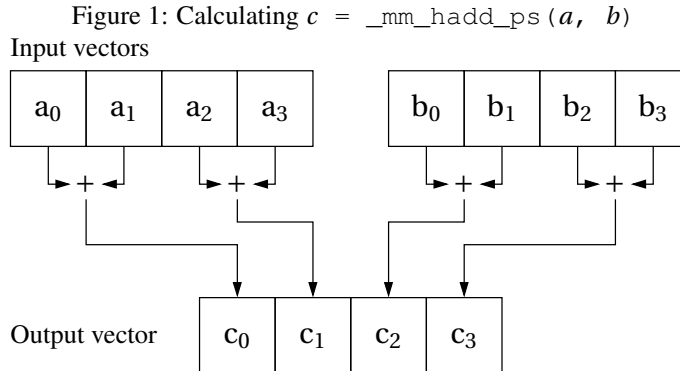 Figure 1: Calculating c = _mm_hadd_ps(a, b)
Input vectors
a₀ a₁ a₂ a₃ b₀ b₁ b₂ b₃
+ + + +
Output vector c₀ c₁ c₂ c₃